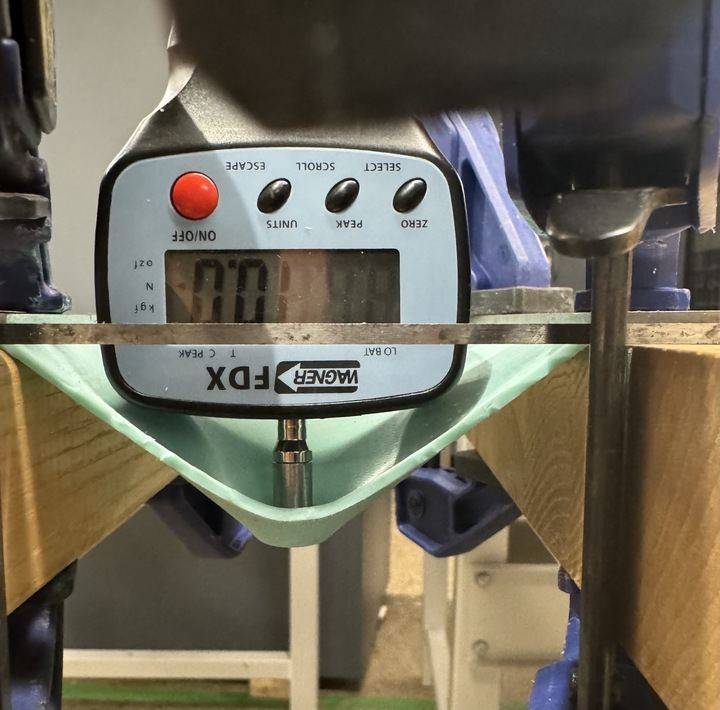 WAGNER FDX
LO BAT T C PEAK
kgf
N
ozf
ZERO PEAK UNITS ON/OFF
SELECT SCROLL ESCAPE